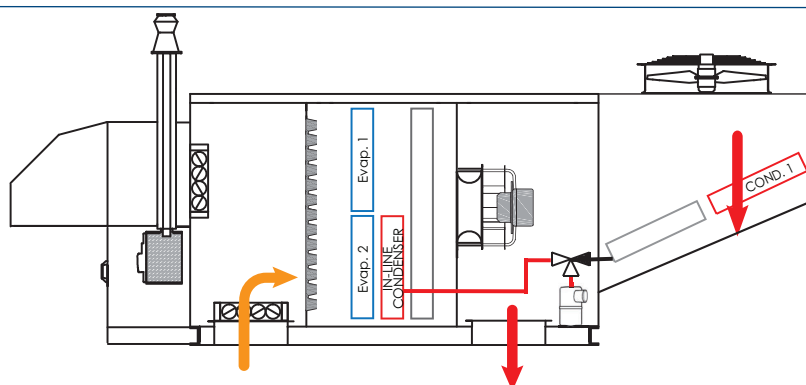 Evap. 1
Evap. 2
IN-LINE
CONDENSER
COND. 1